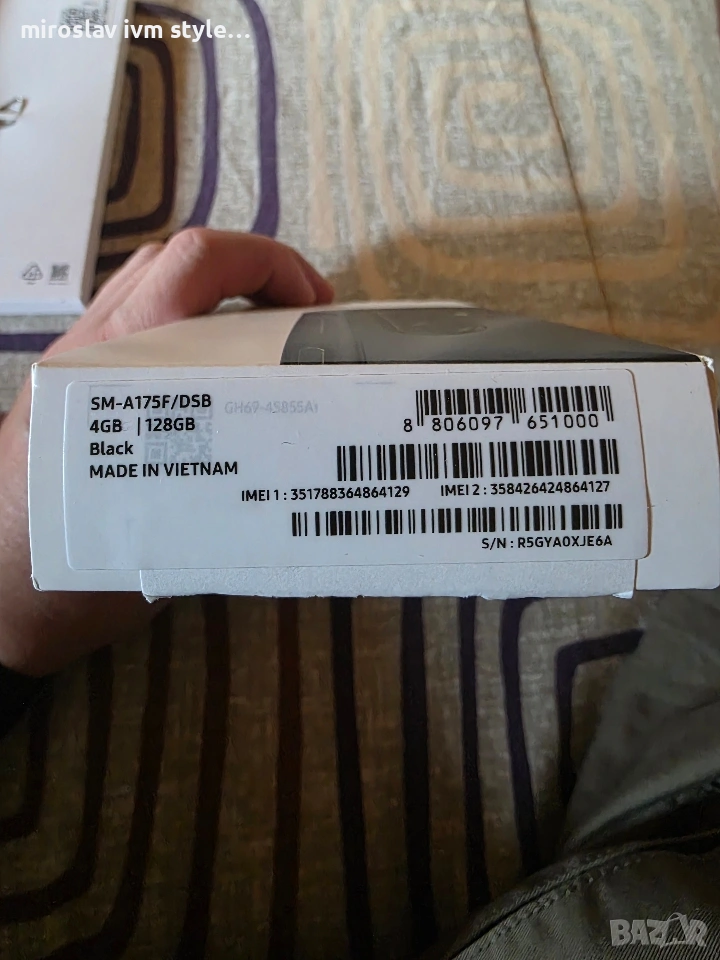 miroslav ivm style...
SM-A175F/DSB
4GB | 128GB
Black
MADE IN VIETNAM
8 806097 651000
IMEI 1 : 351788364864129 IMEI 2 : 358426424864127
S/N : R5GYA0XJE6A
BAZAR